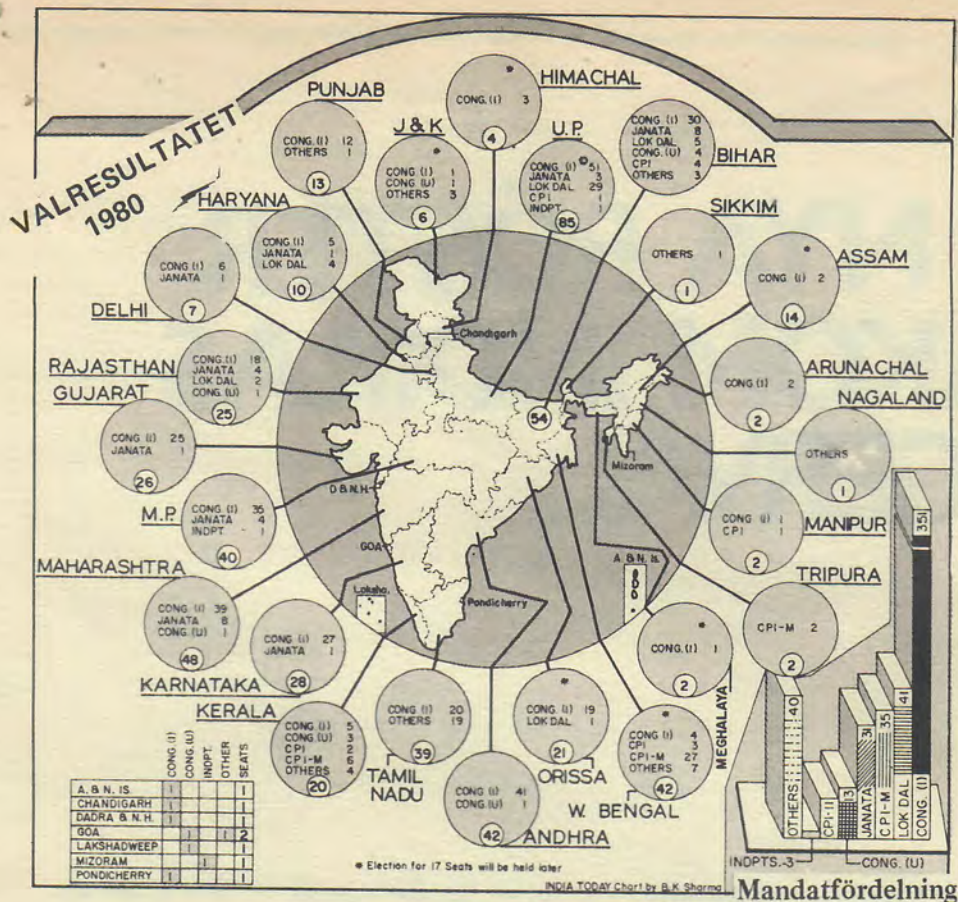 VALRESULTATET
1980
HIMACHAL
*
CONG. (I) 3
4
PUNJAB
CONG (I) 12
OTHERS 1
13
J & K
*
CONG (I) 1
CONG (U) 1
OTHERS 3
6
U.P.
CONG (I) 51
JANATA 3
LOK DAL 29
CPI 1
INDPT. 1
85
CONG (I) 30
JANATA 8
LOK DAL 5
CONG.(U) 4
CPI 4
OTHERS 3
BIHAR
HARYANA
CONG (I) 5
JANATA 1
LOK DAL 4
10
SIKKIM
OTHERS 1
1
ASSAM
*
CONG (I) 2
14
DELHI
CONG (I) 6
JANATA 1
7
Chandigarh
RAJASTHAN
CONG.(I) 18
JANATA 4
LOK DAL 2
CONG.(U) 1
25
ARUNACHAL
CONG (I) 2
2
GUJARAT
CONG (I) 25
JANATA 1
26
54
NAGALAND
OTHERS 1
1
Mizoram
D & N.H.
M.P.
CONG (I) 35
JANATA 4
INDPT. 1
40
MANIPUR
CONG (I) 1
CPI 1
2
GOA
A. & N. IS.
Laksha.
Pondicherry
MAHARASHTRA
CONG (I) 39
JANATA 8
CONG.(U) 1
48
TRIPURA
CPI-M 2
2
KARNATAKA
CONG (I) 27
JANATA 1
28
MEGHALAYA
*
CONG.(I) 1
2
KERALA
CONG (I) 5
CONG.(U) 3
CPI 2
CPI-M 6
OTHERS 4
20
TAMIL
NADU
CONG (I) 20
OTHERS 19
39
ORISSA
*
CONG. (I) 19
LOK DAL 1
21
W. BENGAL
*
CONG (I) 4
CPI 3
CPI-M 27
OTHERS 7
42
ANDHRA
CONG (I) 41
CONG (U) 1
42
CONG (I) CONG.(U) INDPT. OTHER SEATS
A. & N. IS 1 1
CHANDIGARH 1 1
DADRA & N.H. 1 1
GOA 1 1 2
LAKSHADWEEP 1 1
MIZORAM 1 1
PONDICHERRY 1 1
OTHERS 40
CPI-11
13
JANATA 31
CPI-M 35
LOK DAL 41
CONG. (I) 351
INDPTS.-3
CONG. (U)
* Election for 17 Seats will be held later
INDIA TODAY Chart by B.K Sharma
Mandatfördelning